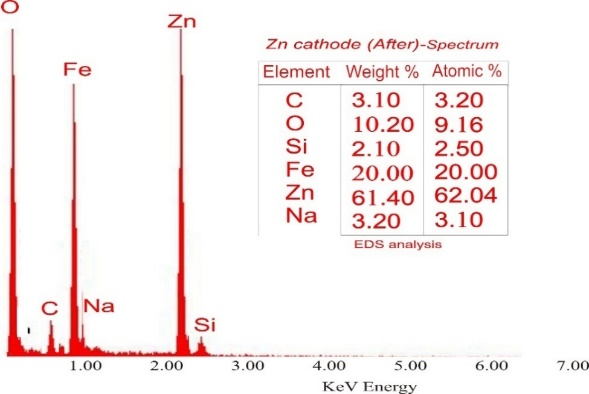 O
Zn
Fe
Zn cathode (After)-Spectrum
Element Weight % Atomic %
C 3.10 3.20
O 10.20 9.16
Si 2.10 2.50
Fe 20.00 20.00
Zn 61.40 62.04
Na 3.20 3.10
EDS analysis
C
Na
Si
1.00 2.00 3.00 4.00 5.00 6.00 7.00
KeV Energy